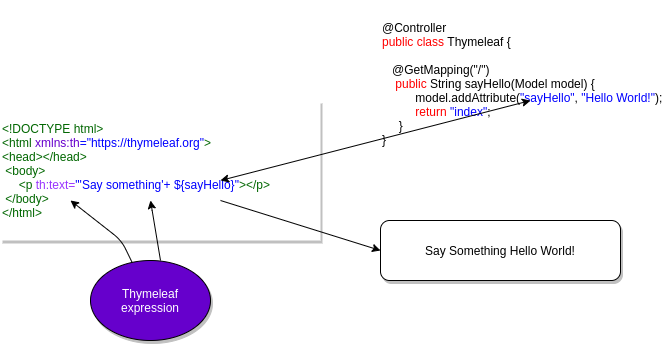 @Controller
public class Thymeleaf {
@GetMapping("/")
public String sayHello(Model model) {
model.addAttribute("sayHello", "Hello World!");
return "index";
}
}
<!DOCTYPE html>
<html xmlns:th="https://thymeleaf.org">
<head></head>
<body>
<p th:text="'Say something'+ ${sayHello}"></p>
</body>
</html>
Say Something Hello World!
Thymeleaf
expression